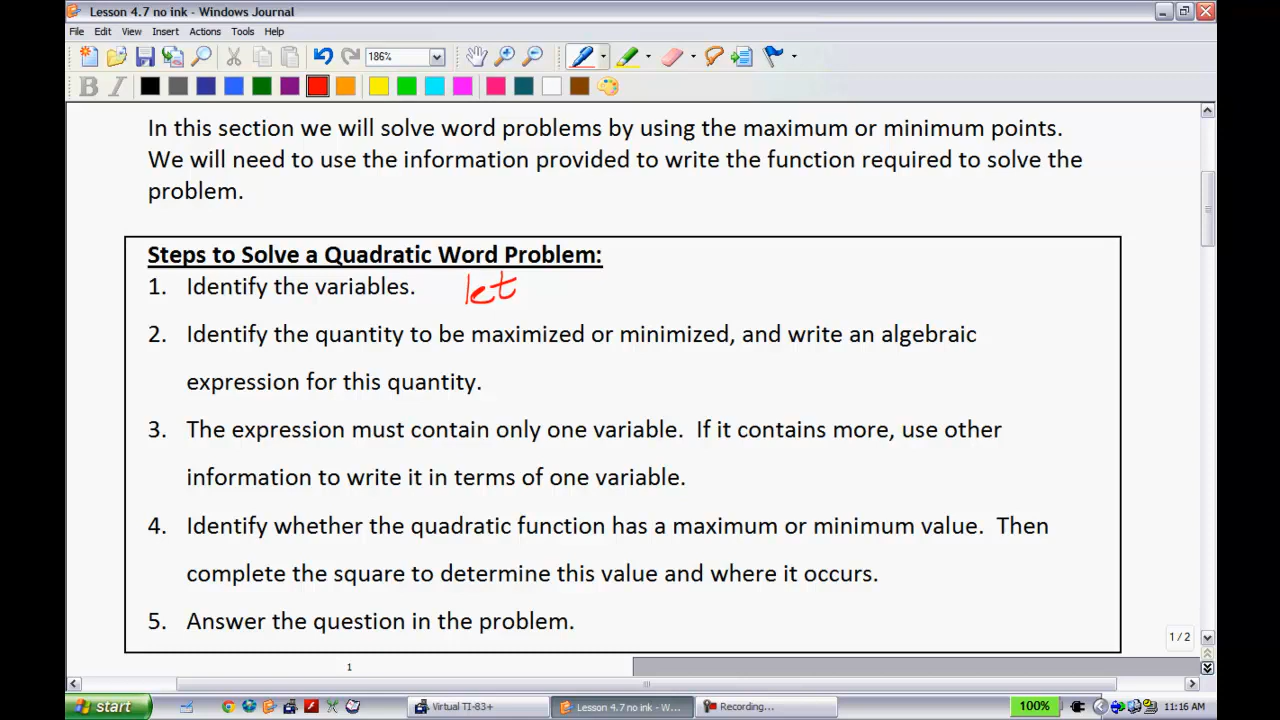 Lesson 4.7 no ink - Windows Journal
File Edit View Insert Actions Tools Help
186%
B I
In this section we will solve word problems by using the maximum or minimum points.
We will need to use the information provided to write the function required to solve the
problem.
Steps to Solve a Quadratic Word Problem:
1. Identify the variables. let
2. Identify the quantity to be maximized or minimized, and write an algebraic
expression for this quantity.
3. The expression must contain only one variable. If it contains more, use other
information to write it in terms of one variable.
4. Identify whether the quadratic function has a maximum or minimum value. Then
complete the square to determine this value and where it occurs.
5. Answer the question in the problem.
1 / 2
1
start Virtual TI-83+ Lesson 4.7 no ink - W... Recording... 100% 11:16 AM